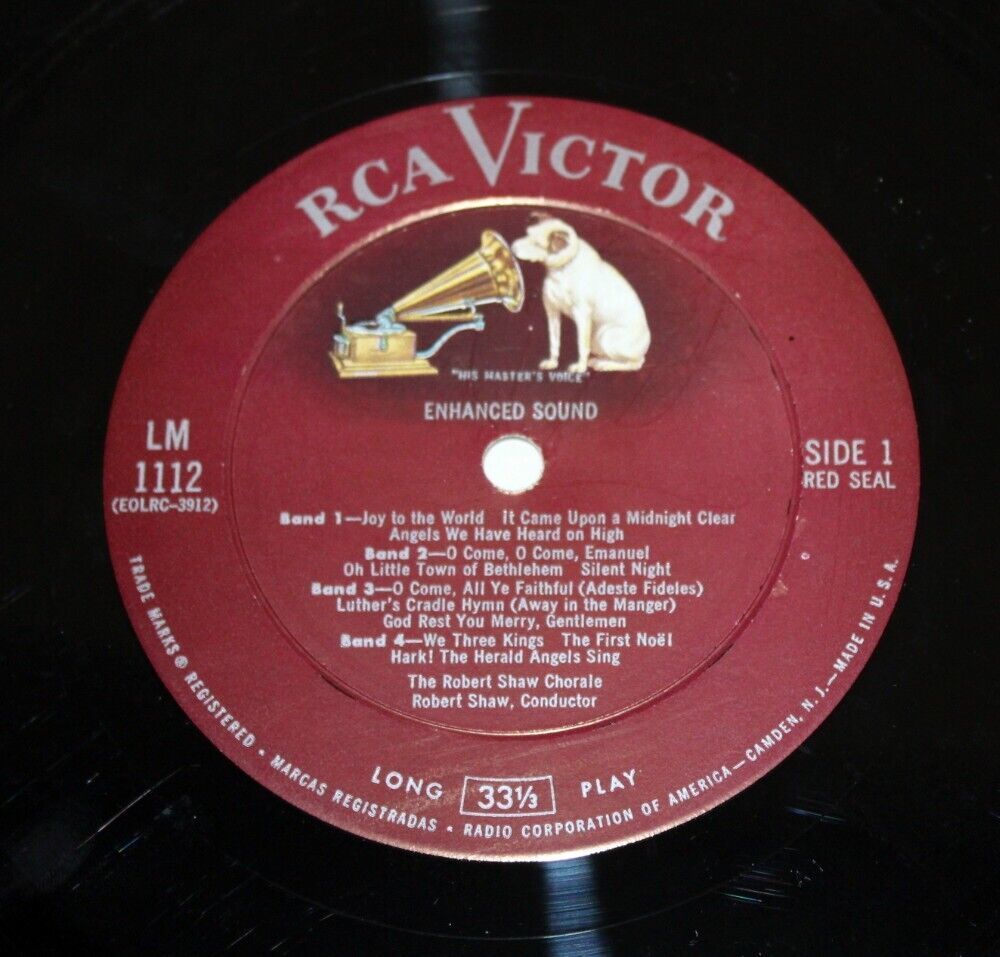 RCA VICTOR
"HIS MASTER'S VOICE"
ENHANCED SOUND
LM
1112
(EOLRC-3912)
SIDE 1
RED SEAL
Band 1—Joy to the World It Came Upon a Midnight Clear
Angels We Have Heard on High
Band 2—O Come, O Come, Emanuel
Oh Little Town of Bethlehem Silent Night
Band 3—O Come, All Ye Faithful (Adeste Fideles)
Luther's Cradle Hymn (Away in the Manger)
God Rest You Merry, Gentlemen
Band 4—We Three Kings The First Noël
Hark! The Herald Angels Sing
The Robert Shaw Chorale
Robert Shaw, Conductor
LONG 33⅓ PLAY
TRADE MARKS ® REGISTERED • MARCAS REGISTRADAS • RADIO CORPORATION OF AMERICA—CAMDEN, N. J.—MADE IN U. S. A.